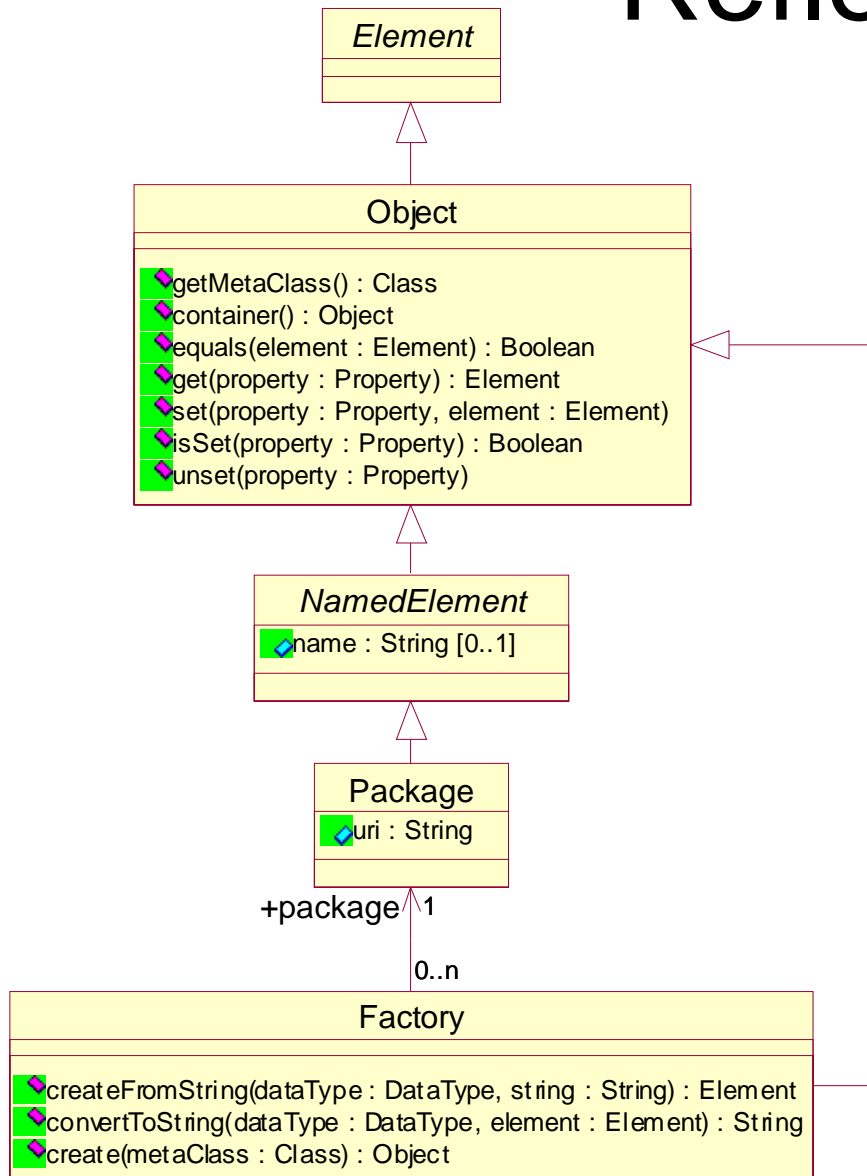 Element
Object
getMetaClass() : Class
container() : Object
equals(element : Element) : Boolean
get(property : Property) : Element
set(property : Property, element : Element)
isSet(property : Property) : Boolean
unset(property : Property)
NamedElement
name : String [0..1]
Package
uri : String
+package 1
0..n
Factory
createFromString(dataType : DataType, string : String) : Element
convertToString(dataType : DataType, element : Element) : String
create(metaClass : Class) : Object